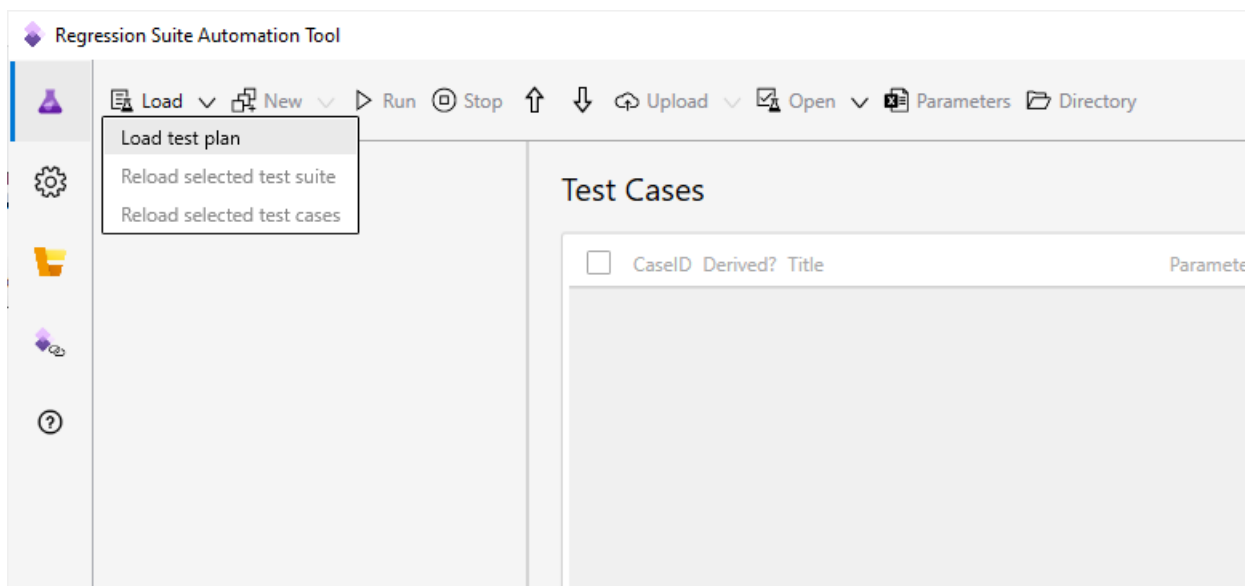 Regression Suite Automation Tool
Load New Run Stop Upload Open Parameters Directory
Load test plan
Reload selected test suite
Reload selected test cases
Test Cases
CaseID Derived? Title Paramete